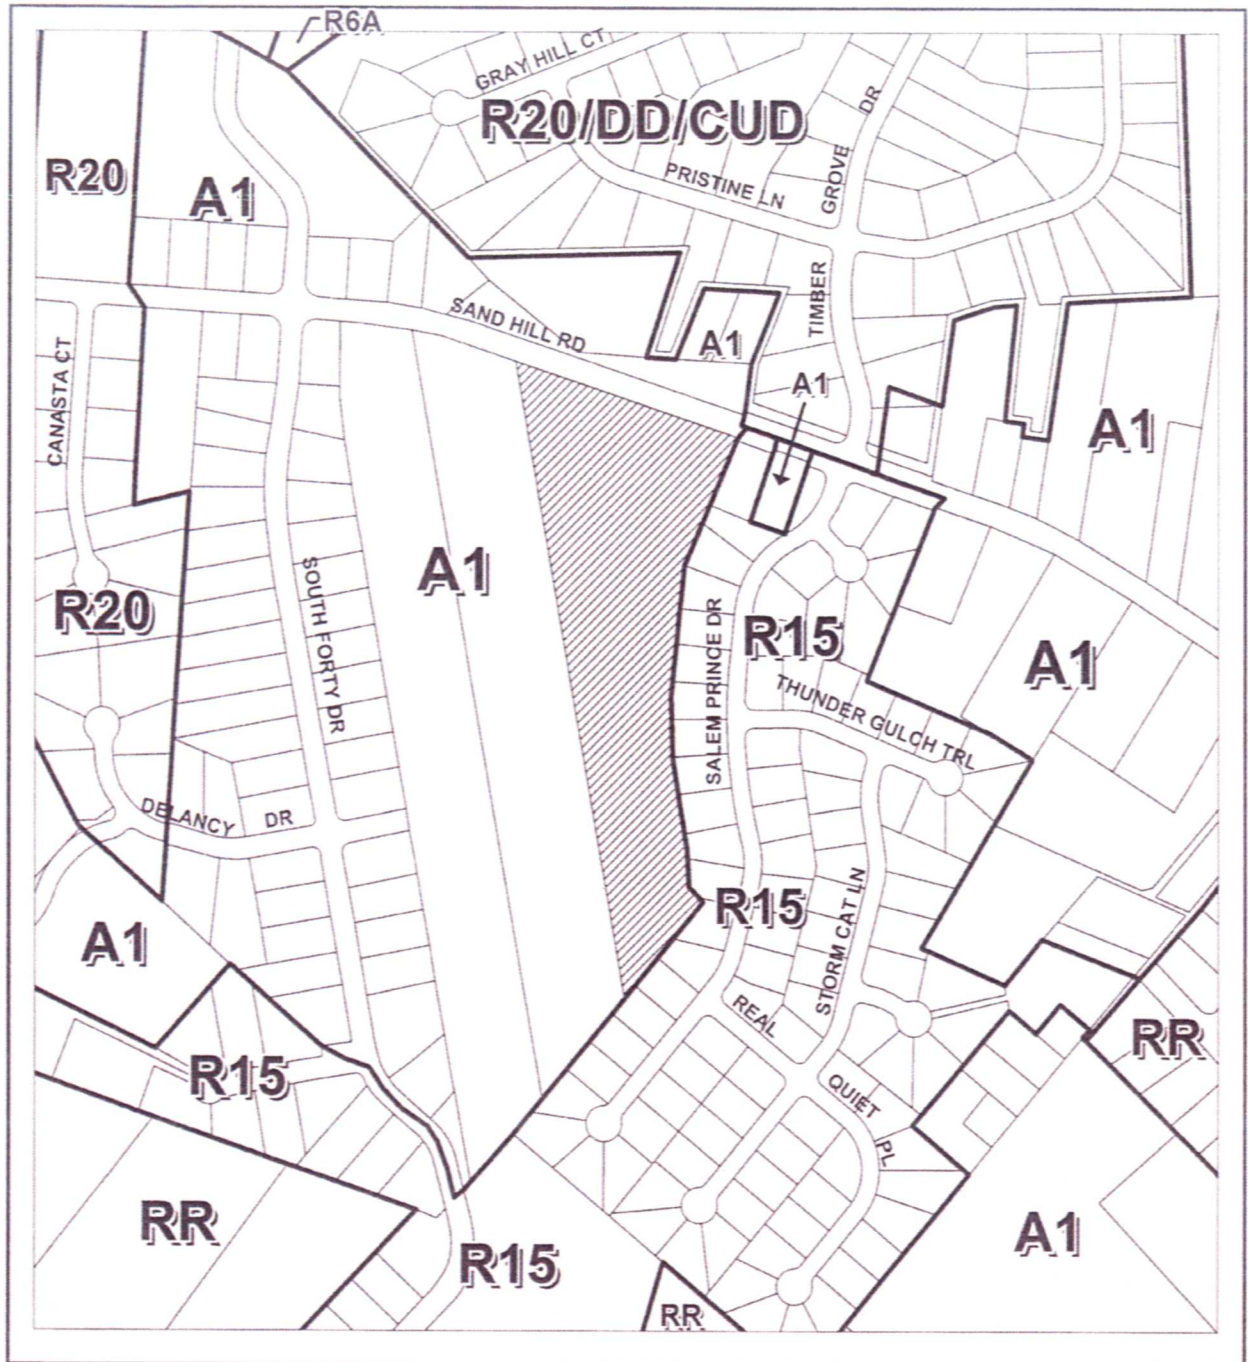 R6A
GRAY HILL CT
R20/DD/CUD
R20
A1
PRISTINE LN
GROVE DR
TIMBER
SAND HILL RD
A1
A1
CANASTA CT
A1
A1
R20
SOUTH FORTY DR
SALEM PRINCE DR
R15
A1
THUNDER GULCH TRL
DELANCY DR
R15
STORM CAT LN
A1
REAL
QUIET PL
R15
RR
RR
R15
A1
RR